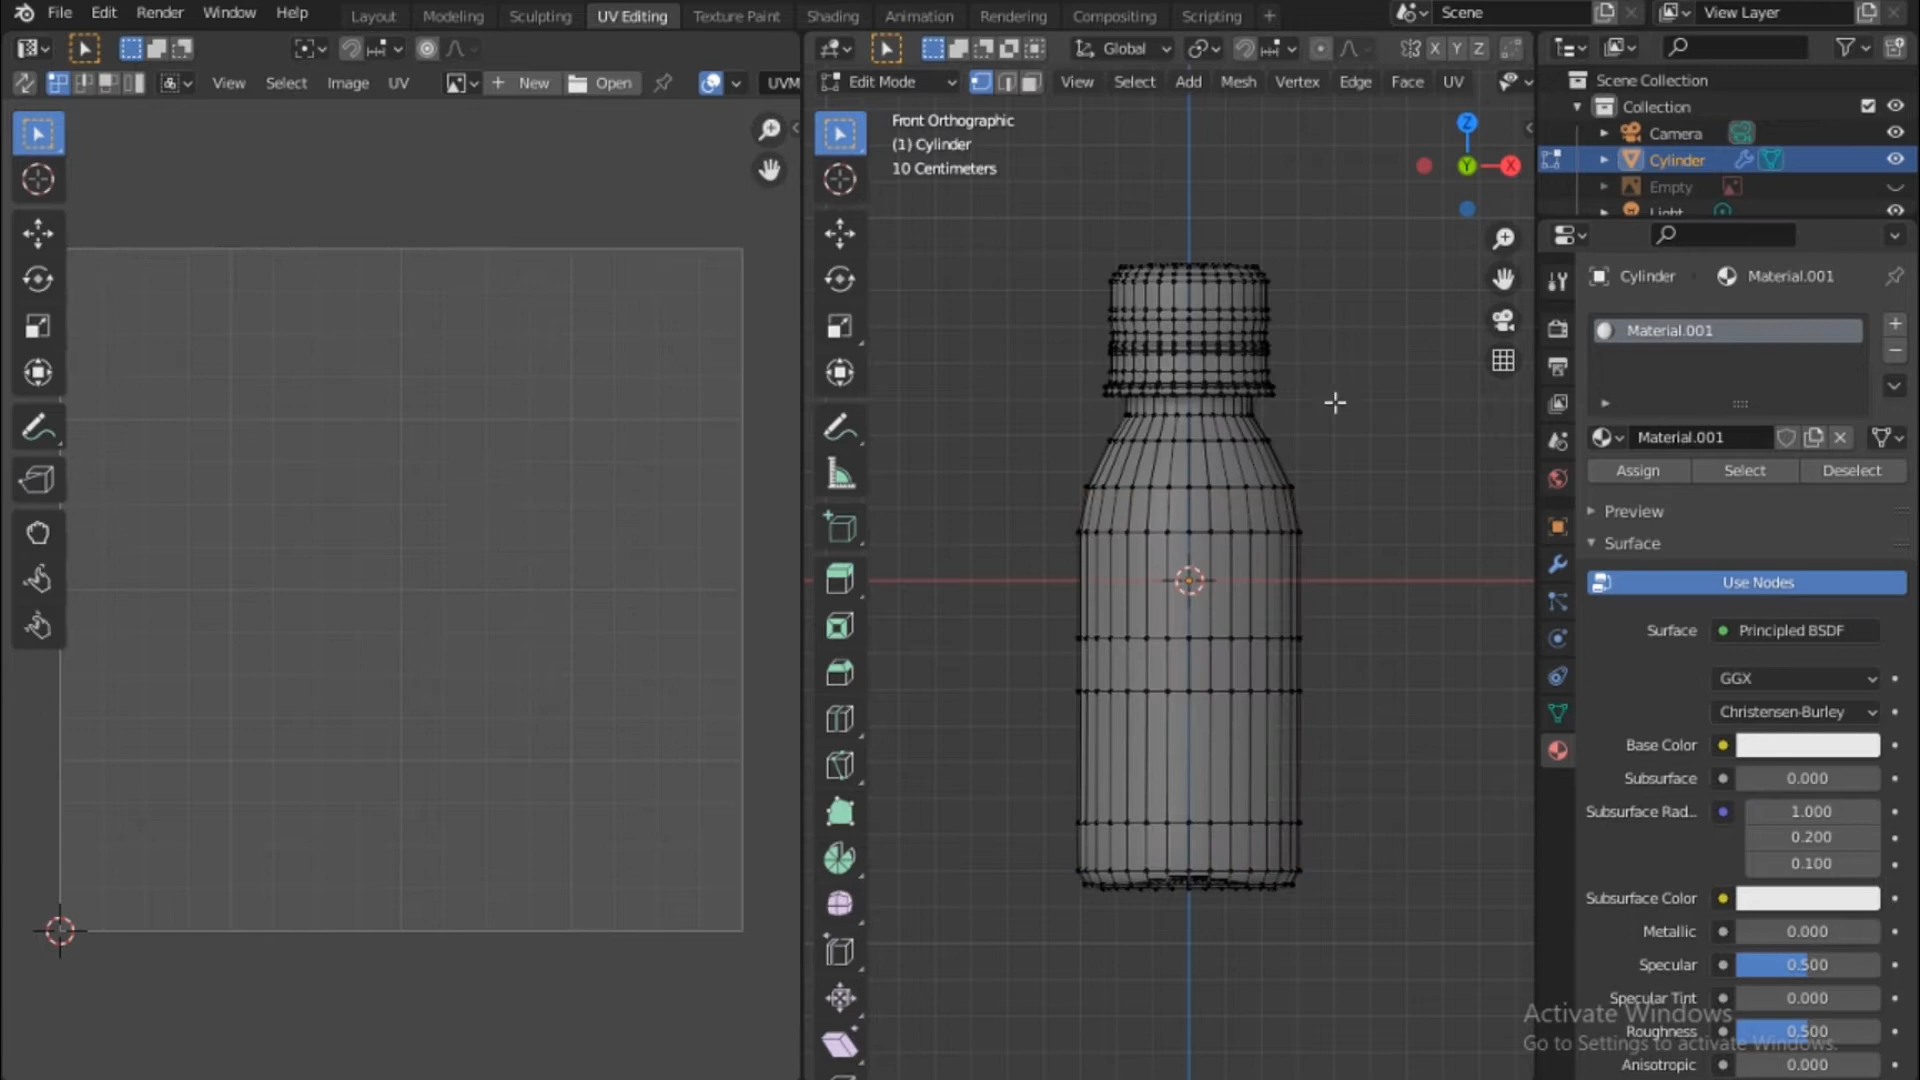 File Edit Render Window Help Layout Modeling Sculpting UV Editing Texture Paint Shading Animation Rendering Compositing Scripting + Scene View Layer
Global X Y Z
View Select Image UV New Open UVM Edit Mode View Select Add Mesh Vertex Edge Face UV
Scene Collection
Collection
Camera
Cylinder
Empty
Light
Front Orthographic
(1) Cylinder
10 Centimeters
Z
Y
X
Cylinder Material.001
Material.001
Material.001
Assign Select Deselect
Preview
Surface
Use Nodes
Surface Principled BSDF
GGX
Christensen-Burley
Base Color
Subsurface 0.000
Subsurface Rad... 1.000
0.200
0.100
Subsurface Color
Metallic 0.000
Specular 0.500
Specular Tint 0.000
Activate Windows
Roughness 0.500
Go to Settings to activate Windows.
Anisotropic 0.000